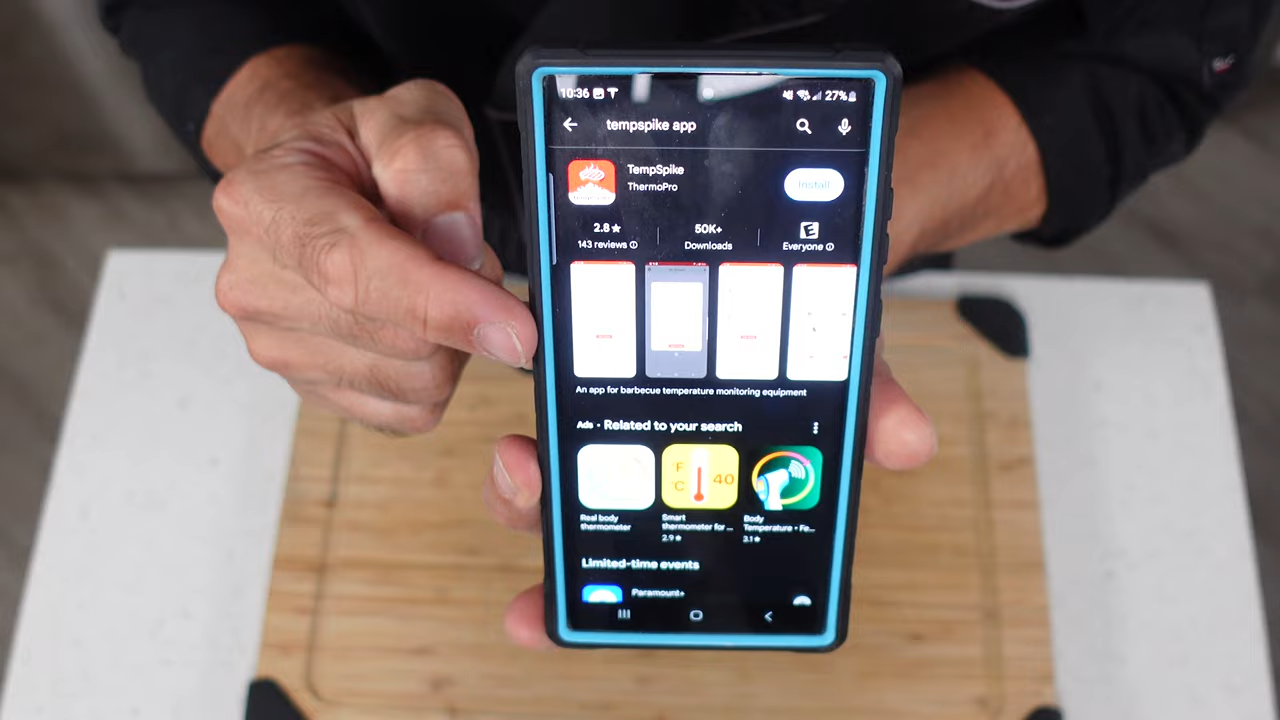 10:36 27%
tempspike app
TempSpike
ThermoPro
Install
2.8★ 50K+ E
143 reviews Downloads Everyone
An app for barbecue temperature monitoring equipment
Ads • Related to your search
F
°C 40
Real body
thermometer
Smart
thermometer for ...
2.9★
Body
Temperature • Fe...
3.1★
Limited-time events
Paramount+